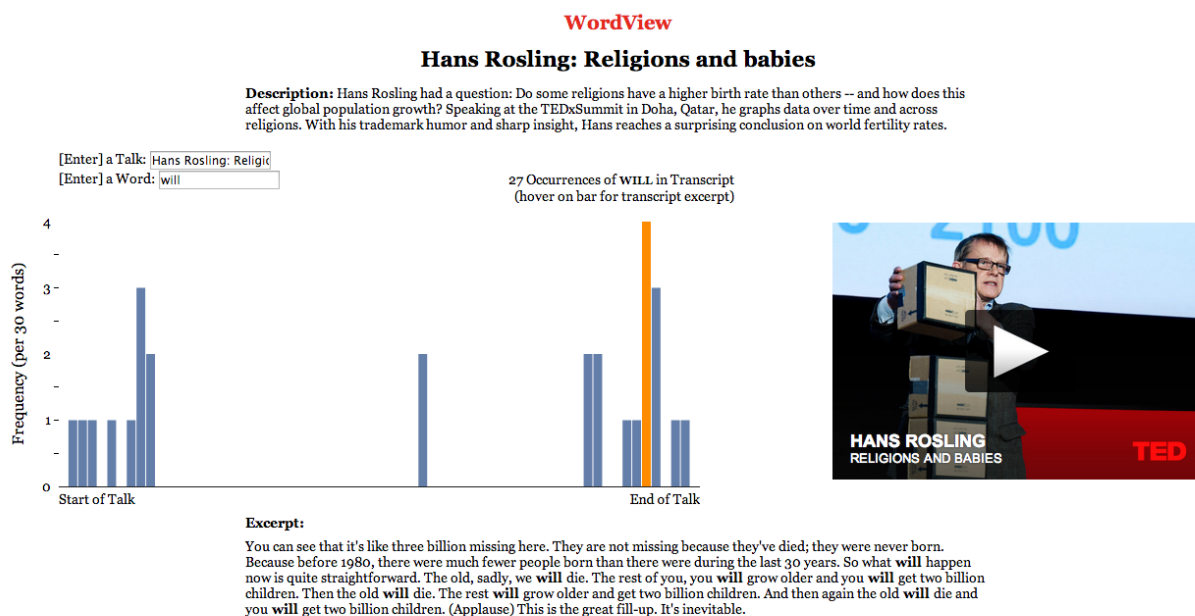 WordView
Hans Rosling: Religions and babies
Description: Hans Rosling had a question: Do some religions have a higher birth rate than others -- and how does this
affect global population growth? Speaking at the TEDxSummit in Doha, Qatar, he graphs data over time and across
religions. With his trademark humor and sharp insight, Hans reaches a surprising conclusion on world fertility rates.
[Enter] a Talk: Hans Rosling: Religic
[Enter] a Word: will
27 Occurrences of WILL in Transcript
(hover on bar for transcript excerpt)
Frequency (per 30 words)
4
3
2
1
0
Start of Talk
End of Talk
2100
HANS ROSLING
RELIGIONS AND BABIES
TED
Excerpt:
You can see that it's like three billion missing here. They are not missing because they've died; they were never born.
Because before 1980, there were much fewer people born than there were during the last 30 years. So what will happen
now is quite straightforward. The old, sadly, we will die. The rest of you, you will grow older and you will get two billion
children. Then the old will die. The rest will grow older and get two billion children. And then again the old will die and
you will get two billion children. (Applause) This is the great fill-up. It's inevitable.